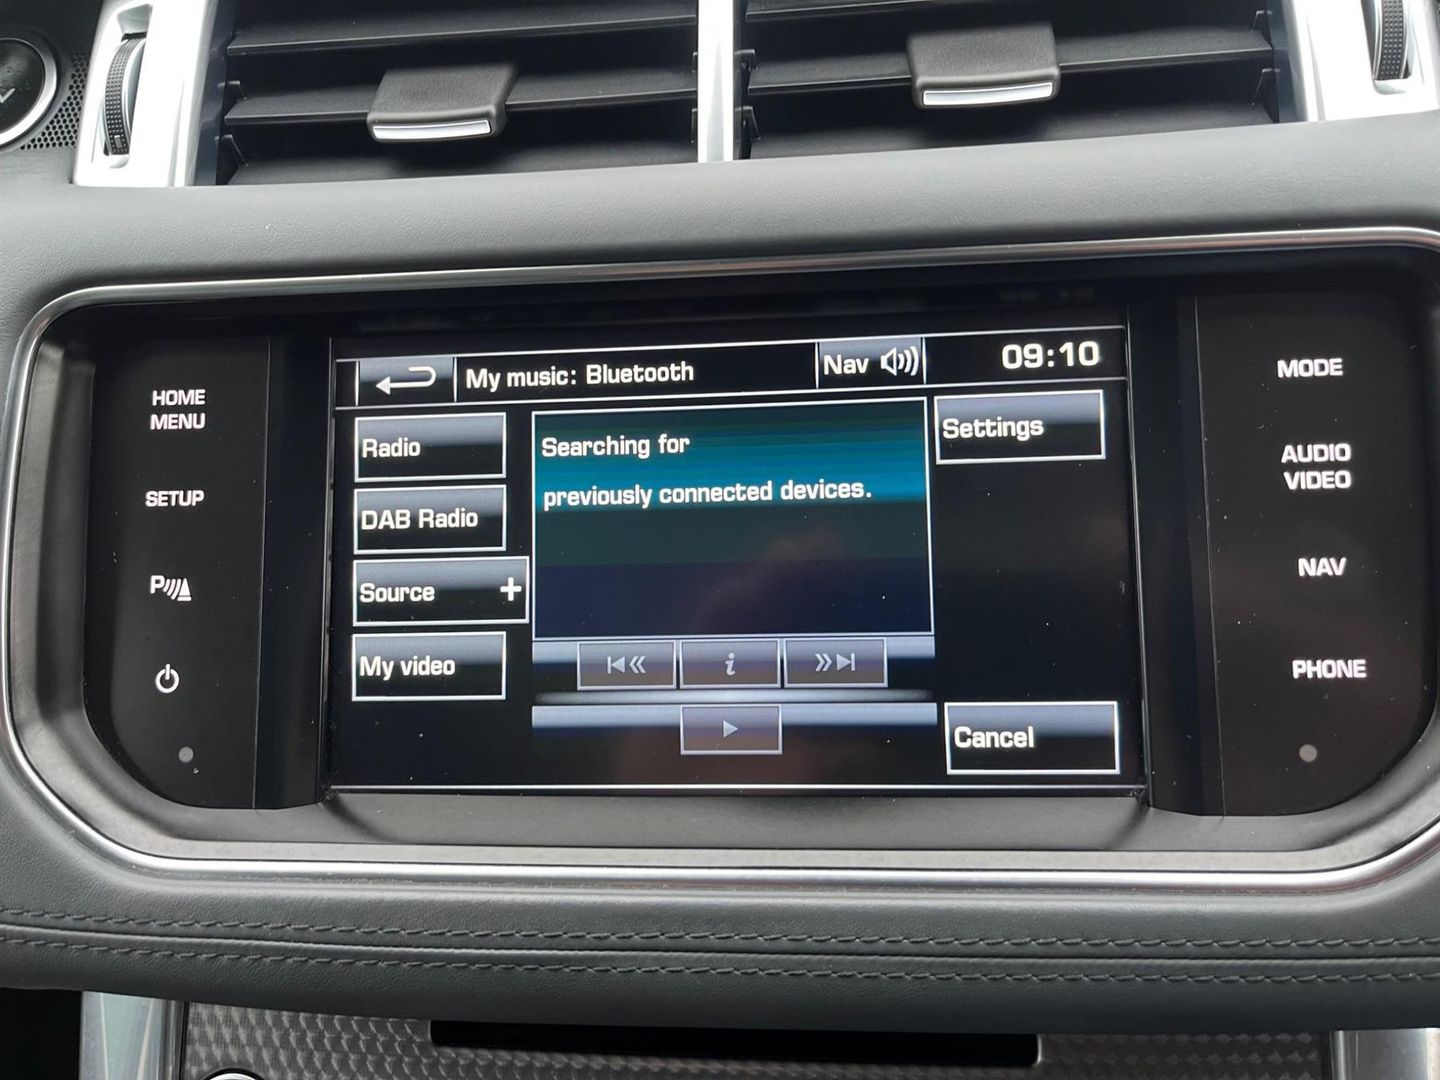 My music: Bluetooth
Nav
09:10
HOME
MENU
SETUP
P
Radio
DAB Radio
Source +
My video
Searching for
previously connected devices.
i
Settings
Cancel
MODE
AUDIO
VIDEO
NAV
PHONE